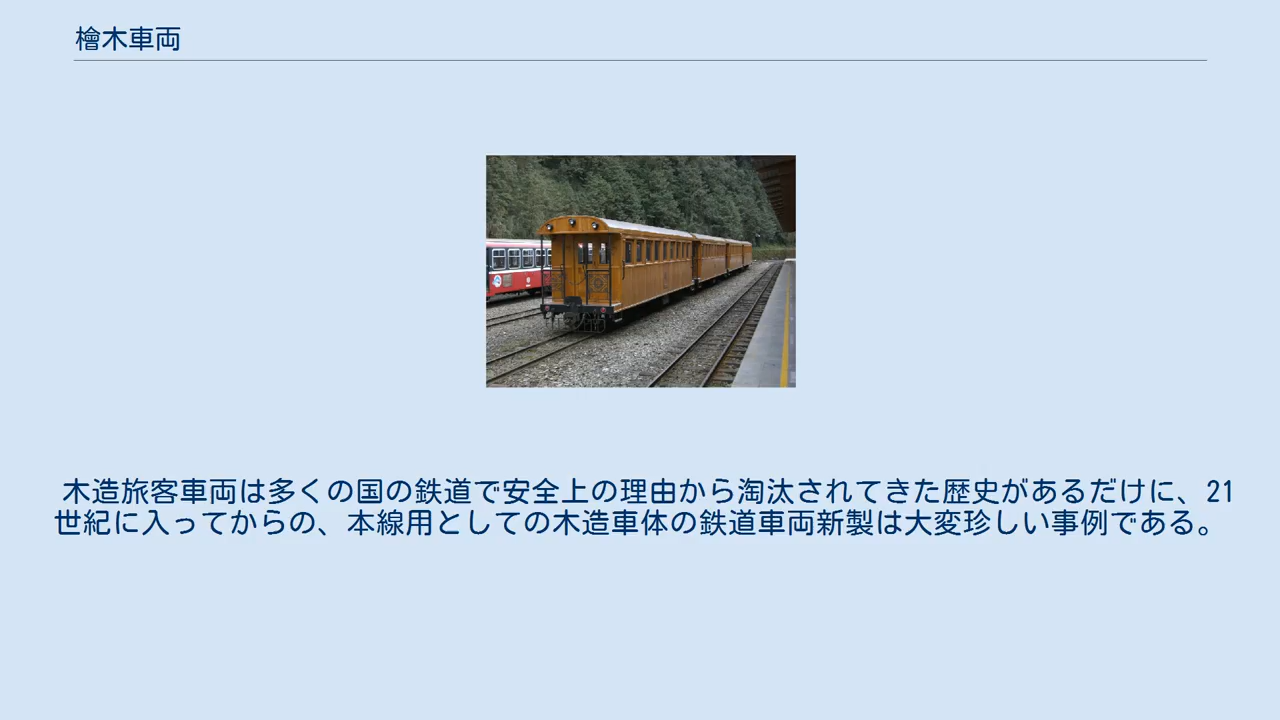 檜木車両
木造旅客車両は多くの国の鉄道で安全上の理由から淘汰されてきた歴史があるだけに、21
世紀に入ってからの、本線用としての木造車体の鉄道車両新製は大変珍しい事例である。